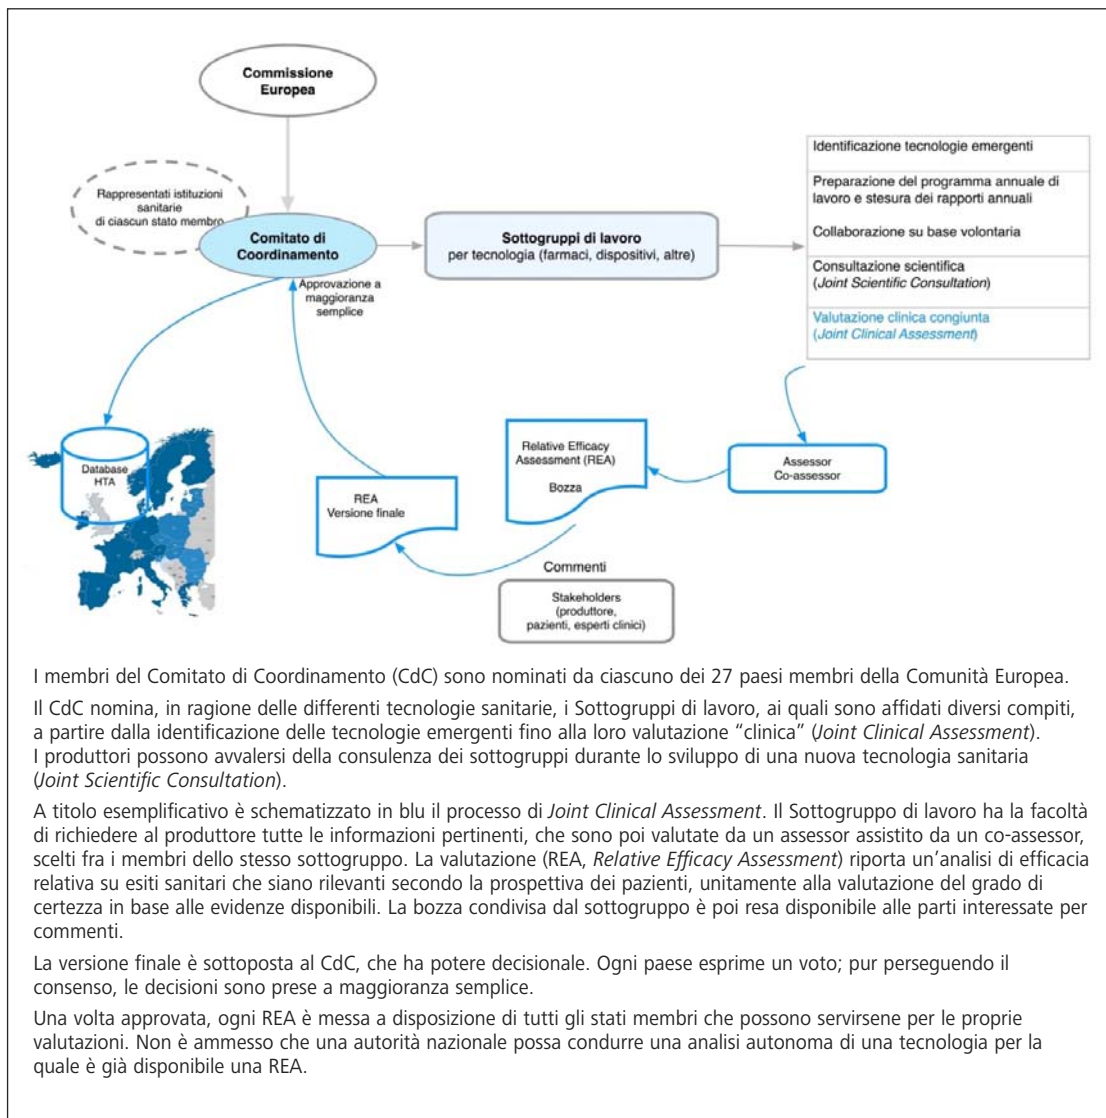 Commissione
Europea
Rappresentati istituzioni
sanitarie
di ciascun stato membro
Comitato di
Coordinamento
Sottogruppi di lavoro
per tecnologia (farmaci, dispositivi, altre)
Identificazione tecnologie emergenti
Preparazione del programma annuale di
lavoro e stesura dei rapporti annuali
Collaborazione su base volontaria
Consultazione scientifica
(Joint Scientific Consultation)
Valutazione clinica congiunta
(Joint Clinical Assessment)
Approvazione a
maggioranza
semplice
Database
HTA
REA
Versione finale
Relative Efficacy
Assessment (REA)
Bozza
Assessor
Co-assessor
Commenti
Stakeholders
(produttore,
pazienti, esperti clinici)
I membri del Comitato di Coordinamento (CdC) sono nominati da ciascuno dei 27 paesi membri della Comunità Europea.
Il CdC nomina, in ragione delle differenti tecnologie sanitarie, i Sottogruppi di lavoro, ai quali sono affidati diversi compiti,
a partire dalla identificazione delle tecnologie emergenti fino alla loro valutazione “clinica” (Joint Clinical Assessment).
I produttori possono avvalersi della consulenza dei sottogruppi durante lo sviluppo di una nuova tecnologia sanitaria
(Joint Scientific Consultation).
A titolo esemplificativo è schematizzato in blu il processo di Joint Clinical Assessment. Il Sottogruppo di lavoro ha la facoltà
di richiedere al produttore tutte le informazioni pertinenti, che sono poi valutate da un assessor assistito da un co-assessor,
scelti fra i membri dello stesso sottogruppo. La valutazione (REA, Relative Efficacy Assessment) riporta un’analisi di efficacia
relativa su esiti sanitari che siano rilevanti secondo la prospettiva dei pazienti, unitamente alla valutazione del grado di
certezza in base alle evidenze disponibili. La bozza condivisa dal sottogruppo è poi resa disponibile alle parti interessate per
commenti.
La versione finale è sottoposta al CdC, che ha potere decisionale. Ogni paese esprime un voto; pur perseguendo il
consenso, le decisioni sono prese a maggioranza semplice.
Una volta approvata, ogni REA è messa a disposizione di tutti gli stati membri che possono servirsene per le proprie
valutazioni. Non è ammesso che una autorità nazionale possa condurre una analisi autonoma di una tecnologia per la
quale è già disponibile una REA.